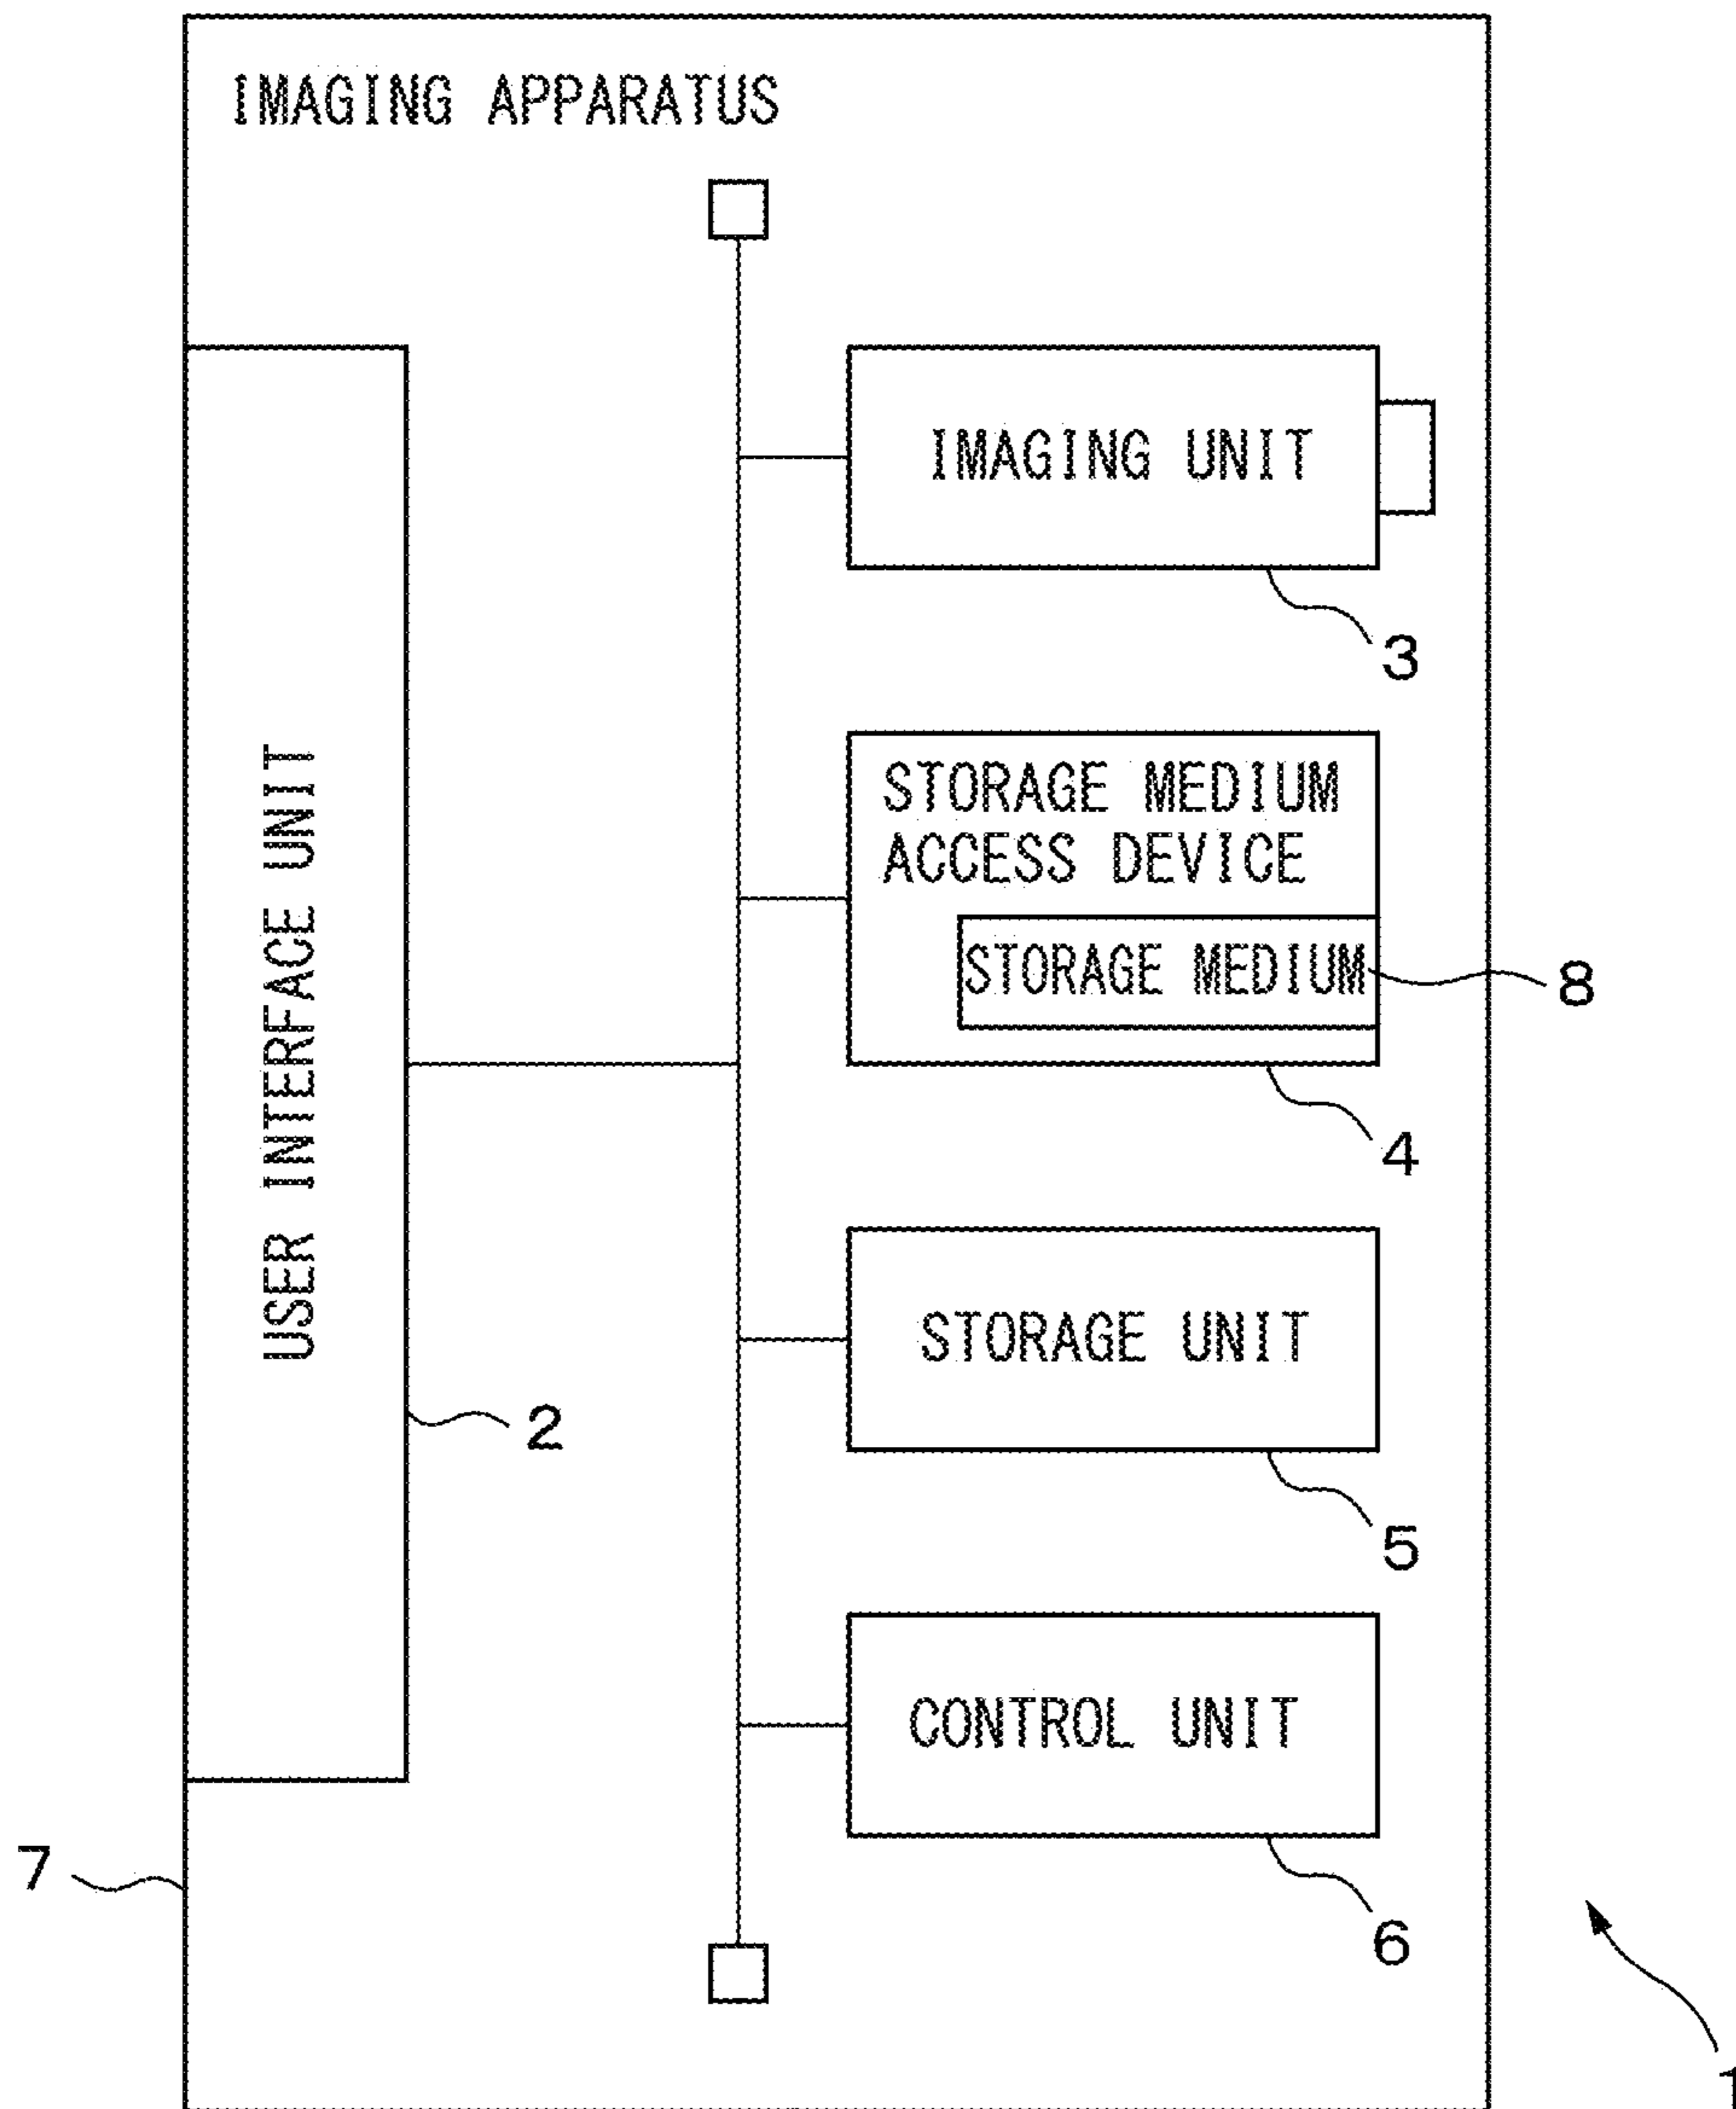 IMAGING APPARATUS
IMAGING UNIT
3
STORAGE MEDIUM
ACCESS DEVICE
STORAGE MEDIUM
8
4
USER INTERFACE UNIT
2
STORAGE UNIT
5
CONTROL UNIT
6
7
1